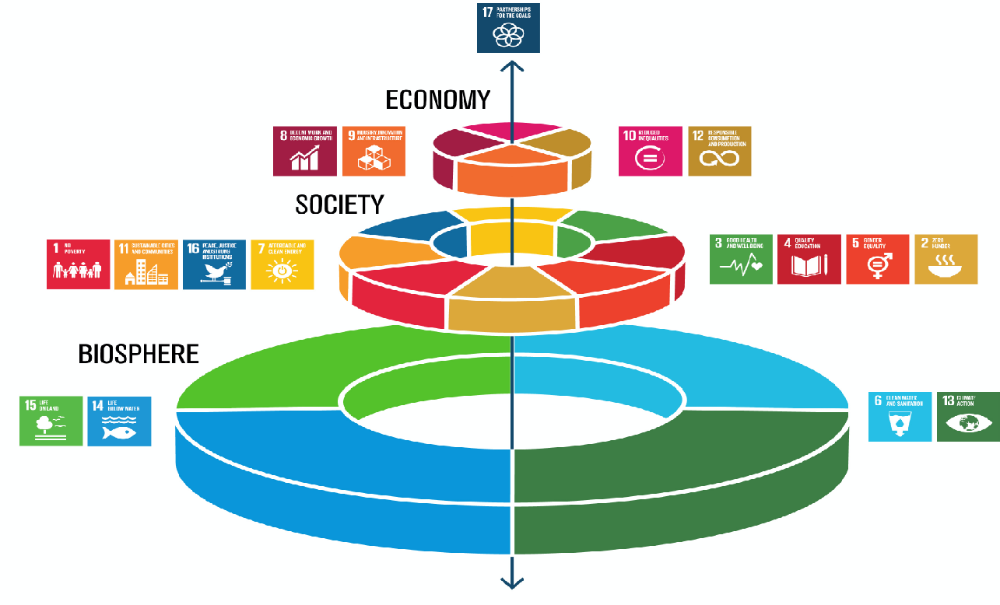 17 PARTNERSHIPS
FOR THE GOALS
ECONOMY
8 DECENT WORK AND
ECONOMIC GROWTH
9 INDUSTRY, INNOVATION
AND INFRASTRUCTURE
10 REDUCED
INEQUALITIES
12 RESPONSIBLE
CONSUMPTION
AND PRODUCTION
SOCIETY
1 NO
POVERTY
11 SUSTAINABLE CITIES
AND COMMUNITIES
16 PEACE, JUSTICE
AND STRONG
INSTITUTIONS
7 AFFORDABLE AND
CLEAN ENERGY
3 GOOD HEALTH
AND WELL-BEING
4 QUALITY
EDUCATION
5 GENDER
EQUALITY
2 ZERO
HUNGER
BIOSPHERE
15 LIFE
ON LAND
14 LIFE
BELOW WATER
6 CLEAN WATER
AND SANITATION
13 CLIMATE
ACTION